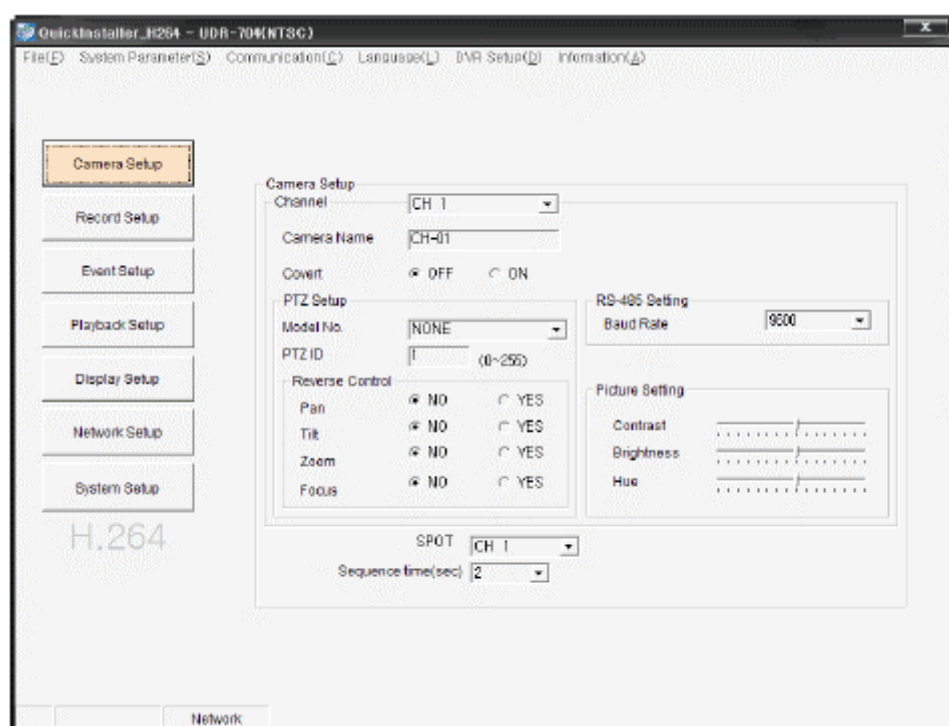 QuickInstaller_H264 - UDR-704(NTSC)
File(F) System Parameter(S) Communication(C) Language(L) DVR Setup(D) Information(A)
Camera Setup
Record Setup
Event Setup
Playback Setup
Display Setup
Network Setup
System Setup
H.264
Camera Setup
Channel CH 1
Camera Name CH-01
Covert OFF ON
PTZ Setup
Model No. NONE
PTZ ID 1 (0~255)
Reverse Control
Pan NO YES
Tilt NO YES
Zoom NO YES
Focus NO YES
RS-485 Setting
Baud Rate 9600
Picture Setting
Contrast
Brightness
Hue
SPOT CH 1
Sequence time(sec) 2
Network